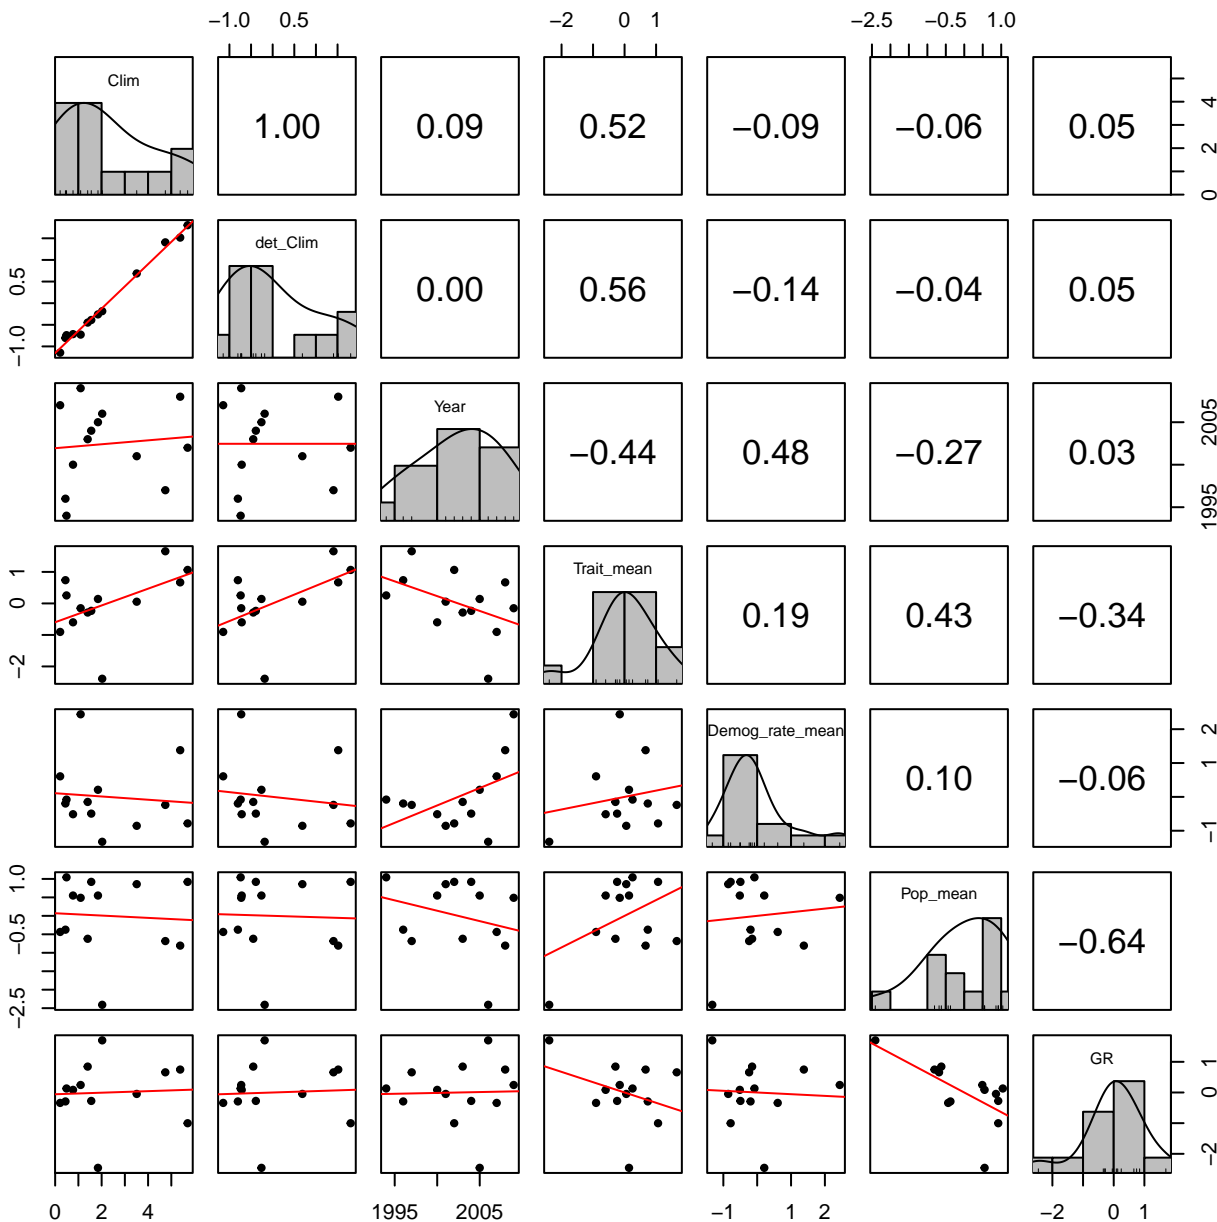 −1.0 0.5 −2 0 1 −2.5 −0.5 1.0
Clim 1.00 0.09 0.52 −0.09 −0.06 0.05 0 2 4
−1.0 0.5 det_Clim 0.00 0.56 −0.14 −0.04 0.05
Year −0.44 0.48 −0.27 0.03 1995 2005
−2 0 1 Trait_mean 0.19 0.43 −0.34
Demog_rate_mean 0.10 −0.06 −1 1 2
−2.5 −0.5 1.0 Pop_mean −0.64
GR −2 0 1
0 2 4 1995 2005 −1 1 2 −2 0 1